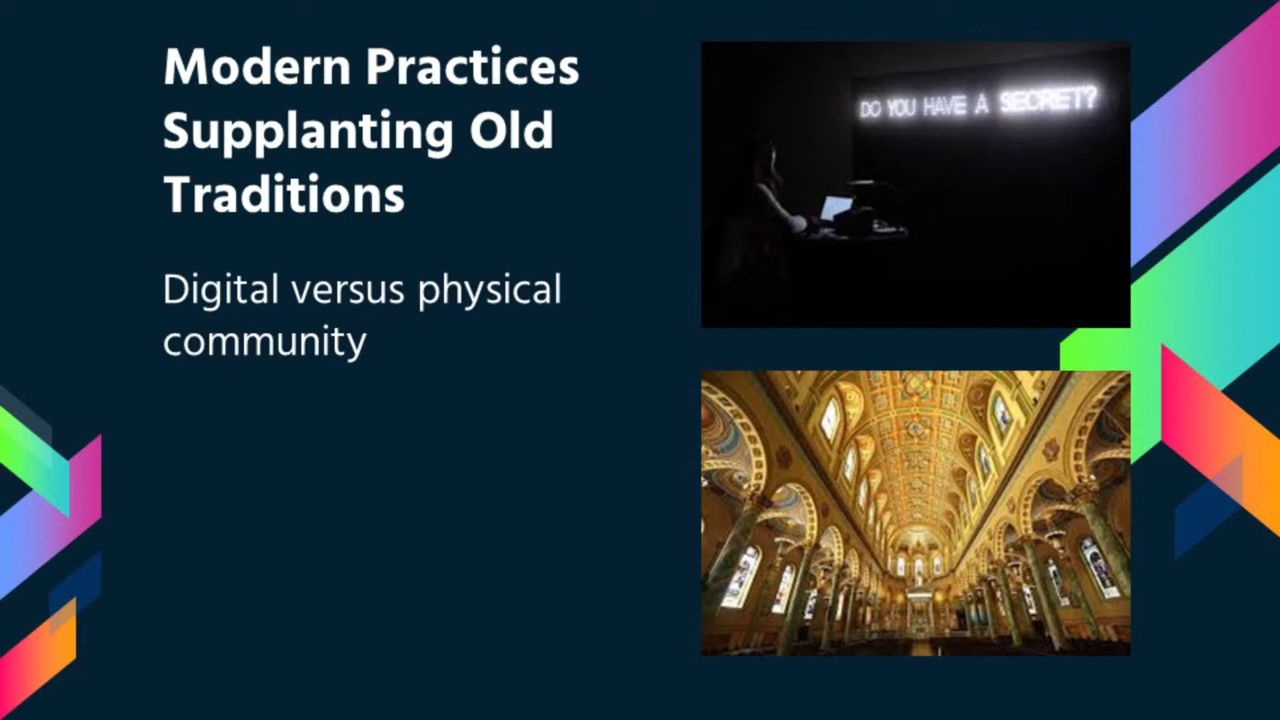 Modern Practices
Supplanting Old
Traditions
Digital versus physical
community
DO YOU HAVE A SECRET?